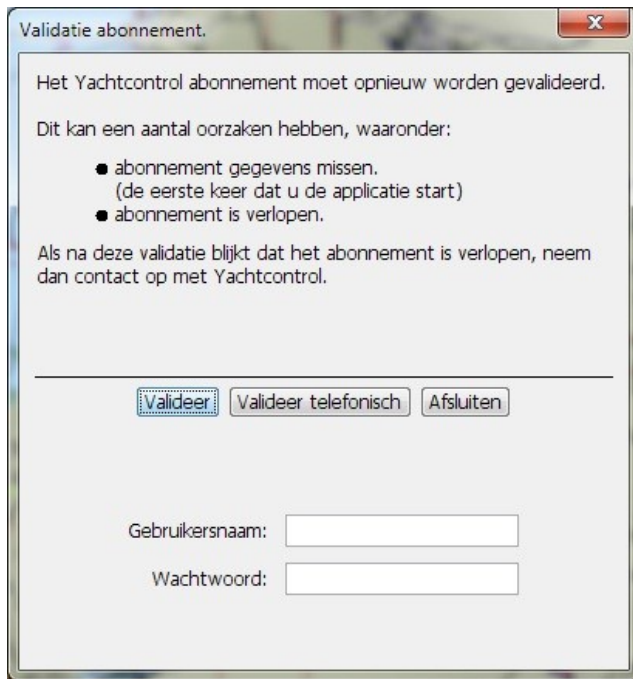 Validatie abonnement.
Het Yachtcontrol abonnement moet opnieuw worden gevalideerd.
Dit kan een aantal oorzaken hebben, waaronder:
● abonnement gegevens missen.
(de eerste keer dat u de applicatie start)
● abonnement is verlopen.
Als na deze validatie blijkt dat het abonnement is verlopen, neem
dan contact op met Yachtcontrol.
Valideer Valideer telefonisch Afsluiten
Gebruikersnaam:
Wachtwoord: